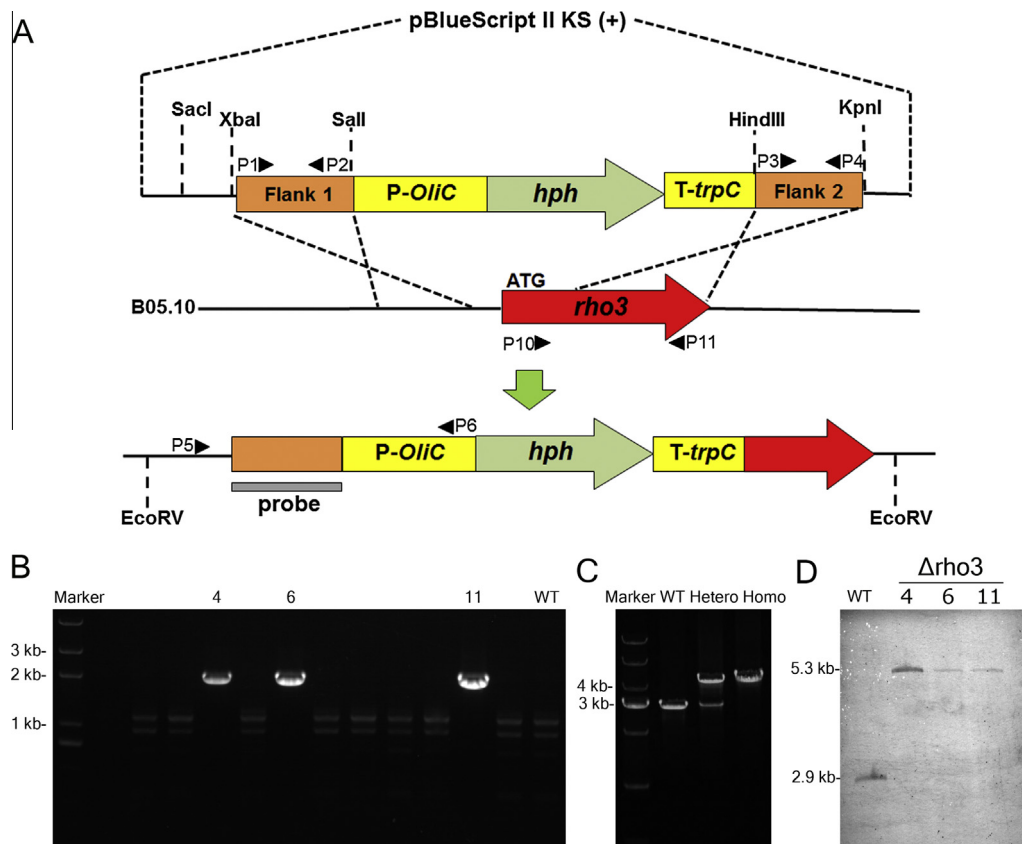 A
pBlueScript II KS (+)
SacI
XbaI
SalI
HindIII
KpnI
P1
P2
P3
P4
Flank 1
P-OliC
hph
T-trpC
Flank 2
ATG
B05.10
rho3
P10
P11
P5
P6
P-OliC
hph
T-trpC
probe
EcoRV
EcoRV
B
Marker 4 6 11 WT
3 kb-
2 kb-
1 kb-
C
Marker WT Hetero Homo
4 kb-
3 kb-
D
Δrho3
WT 4 6 11
5.3 kb-
2.9 kb-